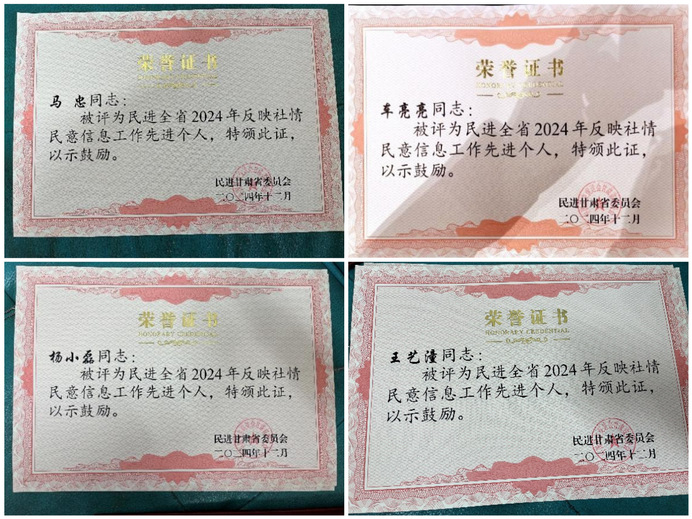 荣誉证书
HONORARY CREDENTIAL
马 忠同志：
被评为民进全省2024年反映社情
民意信息工作先进个人，特颁此证，
以示鼓励。
民进甘肃省委员会
二〇二四年十二月
荣誉证书
HONORARY CREDENTIAL
车亮亮同志：
被评为民进全省2024年反映社情
民意信息工作先进个人，特颁此证，
以示鼓励。
民进甘肃省委员会
二〇二四年十二月
荣誉证书
HONORARY CREDENTIAL
杨小磊同志：
被评为民进全省2024年反映社情
民意信息工作先进个人，特颁此证，
以示鼓励。
民进甘肃省委员会
二〇二四年十二月
荣誉证书
HONORARY CREDENTIAL
王艺潼同志：
被评为民进全省2024年反映社情
民意信息工作先进个人，特颁此证，
以示鼓励。
民进甘肃省委员会
二〇二四年十二月